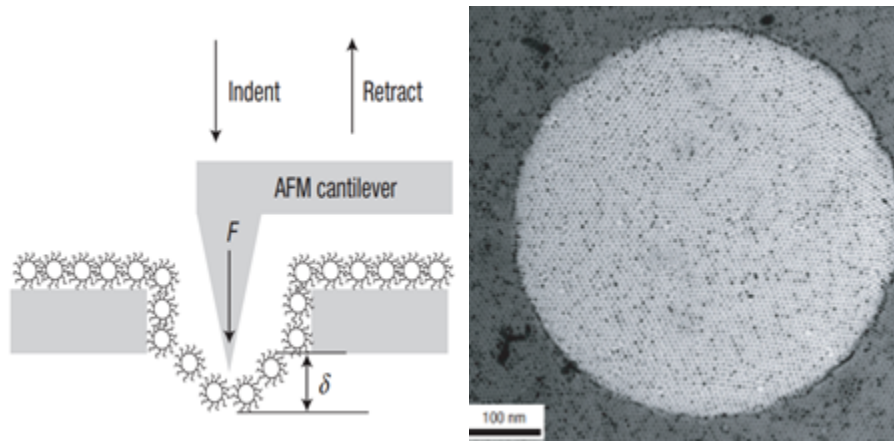 Indent
Retract
AFM cantilever
F
δ
100 nm